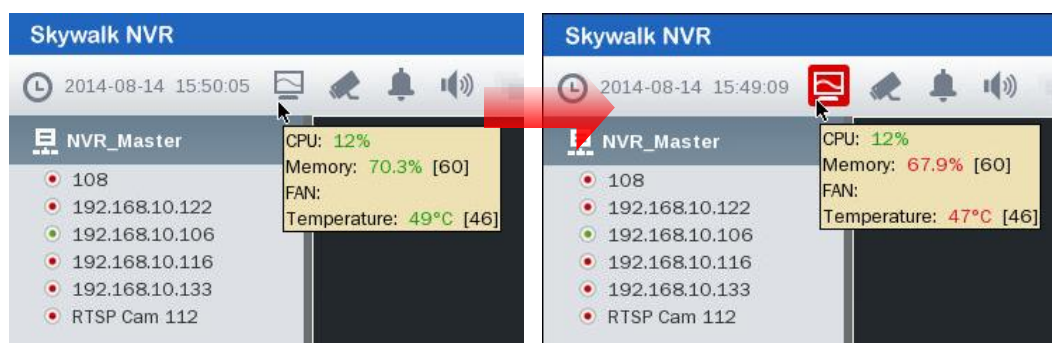 Skywalk NVR
2014-08-14 15:50:05
NVR_Master
CPU: 12%
Memory: 70.3% [60]
FAN:
Temperature: 49°C [46]
108
192.168.10.122
192.168.10.106
192.168.10.116
192.168.10.133
RTSP Cam 112
Skywalk NVR
2014-08-14 15:49:09
NVR_Master
CPU: 12%
Memory: 67.9% [60]
FAN:
Temperature: 47°C [46]
108
192.168.10.122
192.168.10.106
192.168.10.116
192.168.10.133
RTSP Cam 112